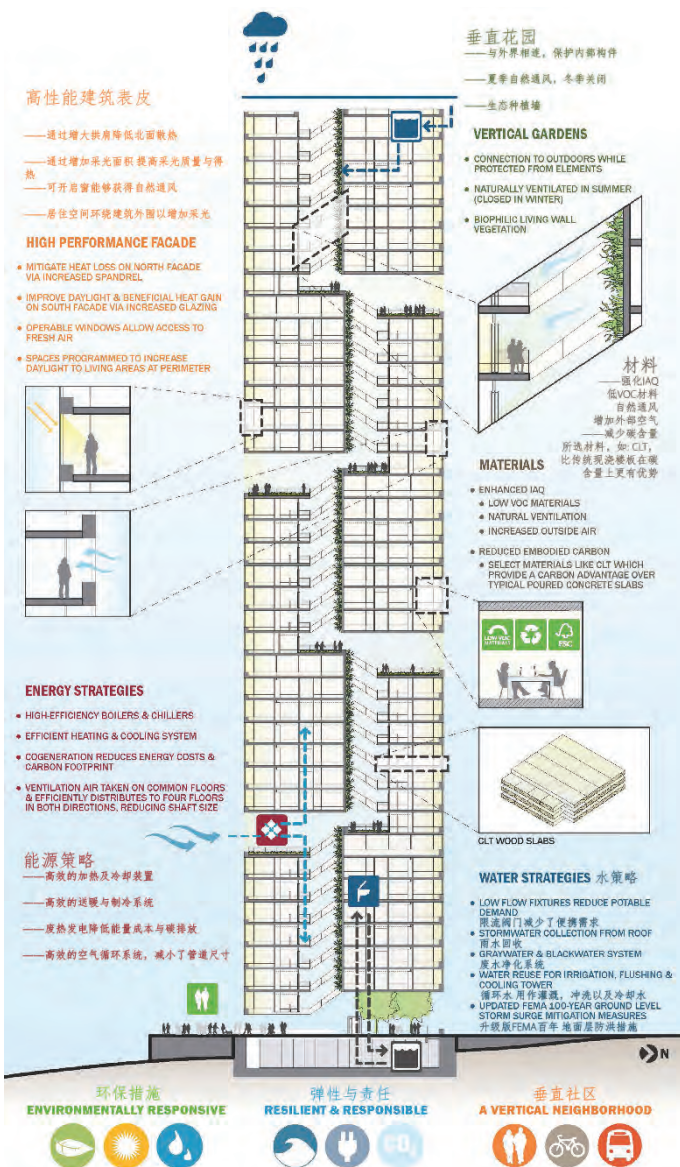 垂直花园
——与外界相连,保护内部构件
——夏季自然通风,冬季关闭
——生态种植墙
VERTICAL GARDENS
• CONNECTION TO OUTDOORS WHILE
PROTECTED FROM ELEMENTS
• NATURALLY VENTILATED IN SUMMER
(CLOSED IN WINTER)
• BIOPHILIC LIVING WALL
VEGETATION
高性能建筑表皮
——通过增大拱肩降低北面散热
——通过增加采光面积 提高采光质量与得
热
——可开启窗能够获得自然通风
——居住空间环绕建筑外围以增加采光
HIGH PERFORMANCE FACADE
• MITIGATE HEAT LOSS ON NORTH FACADE
VIA INCREASED SPANDREL
• IMPROVE DAYLIGHT & BENEFICIAL HEAT GAIN
ON SOUTH FACADE VIA INCREASED GLAZING
• OPERABLE WINDOWS ALLOW ACCESS TO
FRESH AIR
• SPACES PROGRAMMED TO INCREASE
DAYLIGHT TO LIVING AREAS AT PERIMETER
材料
——强化IAQ
低VOC材料
自然通风
增加外部空气
——减少碳含量
所选材料,如: CLT,
比传统现浇楼板在碳
含量上更有优势
MATERIALS
• ENHANCED IAQ
• LOW VOC MATERIALS
• NATURAL VENTILATION
• INCREASED OUTSIDE AIR
• REDUCED EMBODIED CARBON
• SELECT MATERIALS LIKE CLT WHICH
PROVIDE A CARBON ADVANTAGE OVER
TYPICAL POURED CONCRETE SLABS
LOW-VOC
MATERIALS
FSC
CLT WOOD SLABS
ENERGY STRATEGIES
• HIGH-EFFICIENCY BOILERS & CHILLERS
• EFFICIENT HEATING & COOLING SYSTEM
• COGENERATION REDUCES ENERGY COSTS &
CARBON FOOTPRINT
• VENTILATION AIR TAKEN ON COMMON FLOORS
& EFFICIENTLY DISTRIBUTES TO FOUR FLOORS
IN BOTH DIRECTIONS, REDUCING SHAFT SIZE
能源策略
——高效的加热及冷却装置
——高效的送暖与制冷系统
——废热发电降低能量成本与碳排放
——高效的空气循环系统,减小了管道尺寸
WATER STRATEGIES 水策略
• LOW FLOW FIXTURES REDUCE POTABLE
DEMAND
限流阀门减少了便携需求
• STORMWATER COLLECTION FROM ROOF
雨水回收
• GRAYWATER & BLACKWATER SYSTEM
废水净化系统
• WATER REUSE FOR IRRIGATION, FLUSHING &
COOLING TOWER
循环水 用作灌溉,冲洗以及冷却水
• UPDATED FEMA 100-YEAR GROUND LEVEL
STORM SURGE MITIGATION MEASURES
升级版FEMA百年 地面层防洪措施
N
环保措施
ENVIRONMENTALLY RESPONSIVE
弹性与责任
RESILIENT & RESPONSIBLE
CO2
垂直社区
A VERTICAL NEIGHBORHOOD